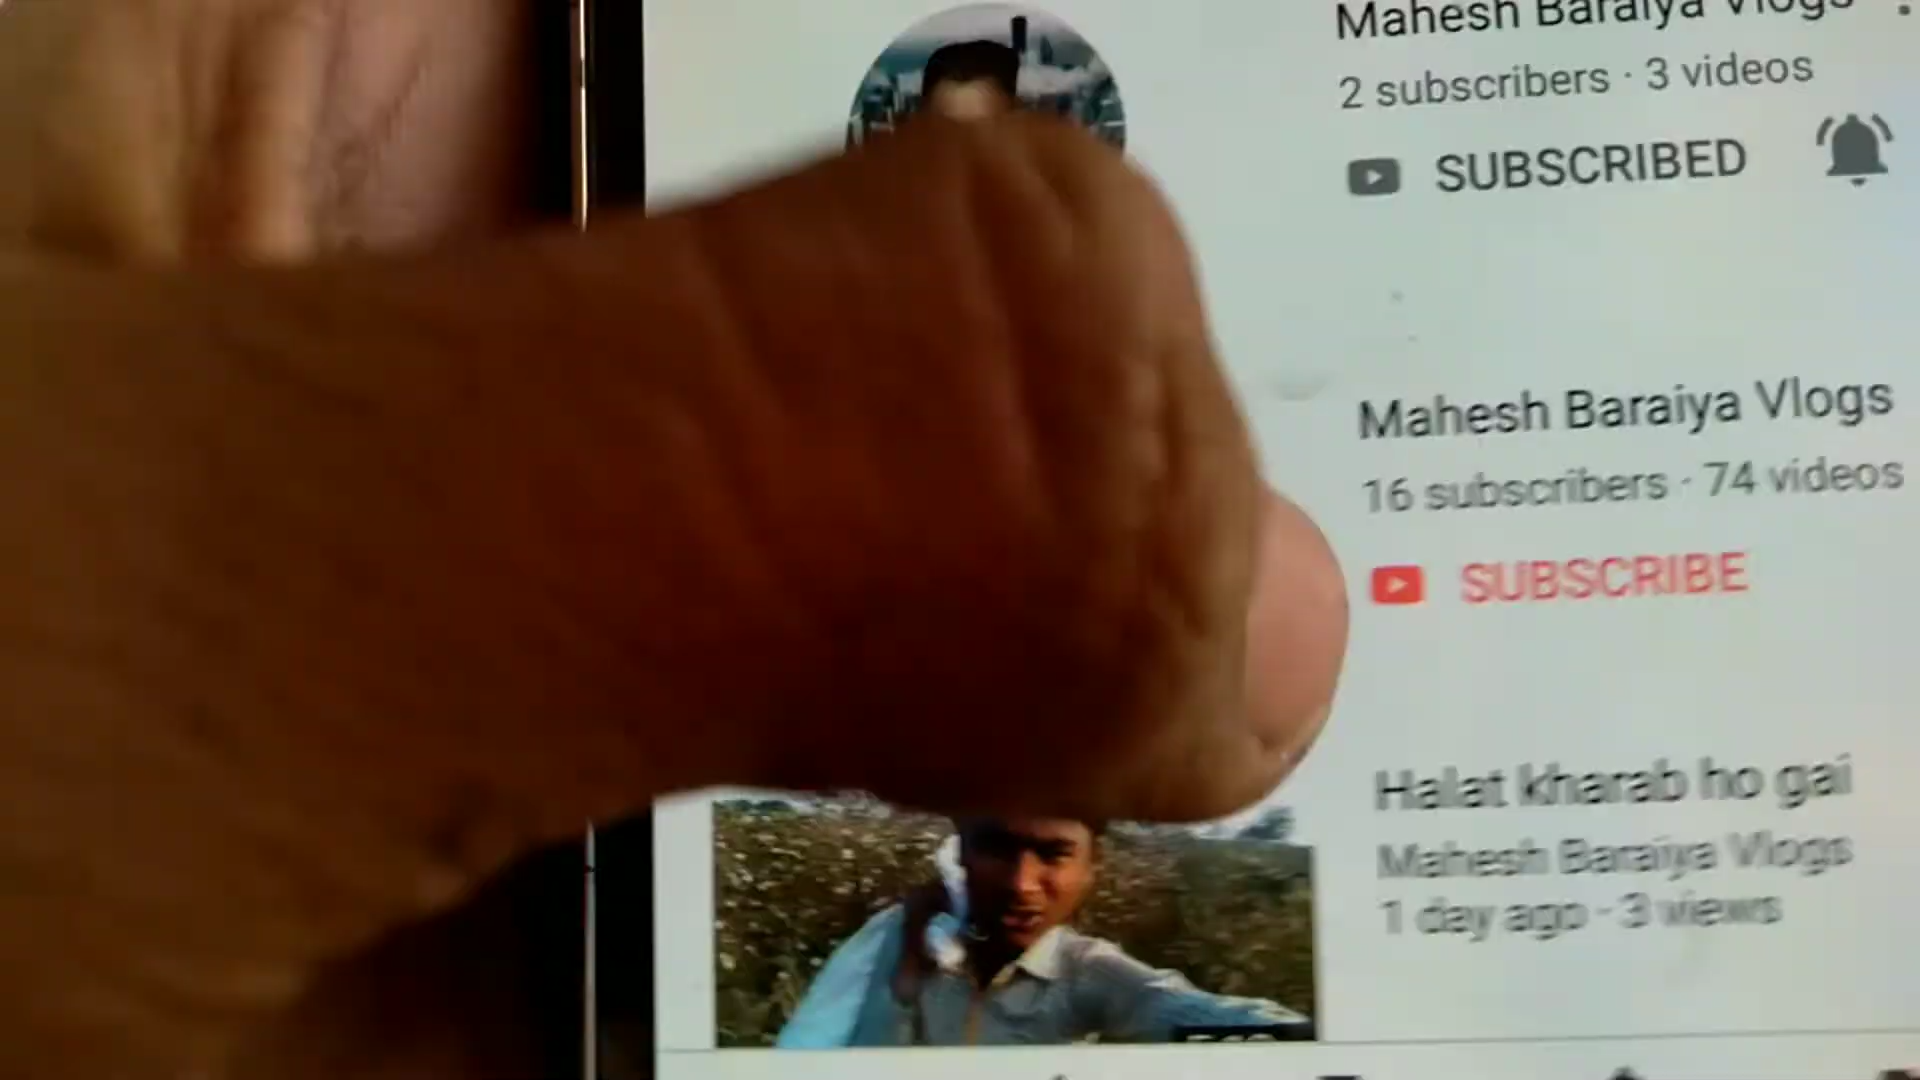 Mahesh Baraiya Vlogs
2 subscribers · 3 videos
SUBSCRIBED
Mahesh Baraiya Vlogs
16 subscribers · 74 videos
SUBSCRIBE
Halat kharab ho gai
Mahesh Baraiya Vlogs
1 day ago · 3 views